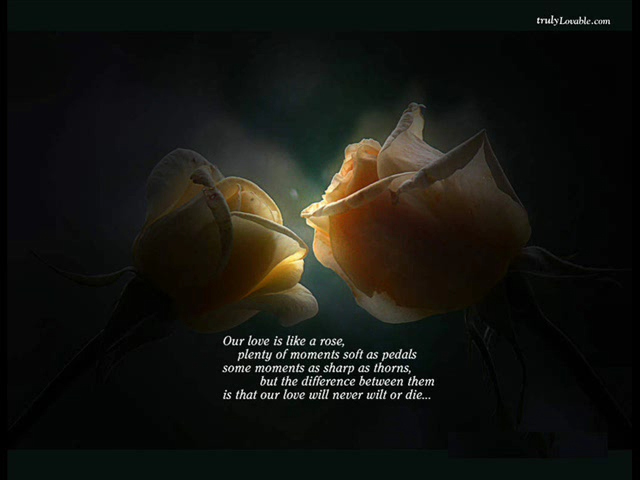 trulyLovable.com
Our love is like a rose,
plenty of moments soft as pedals
some moments as sharp as thorns,
but the difference between them
is that our love will never wilt or die...